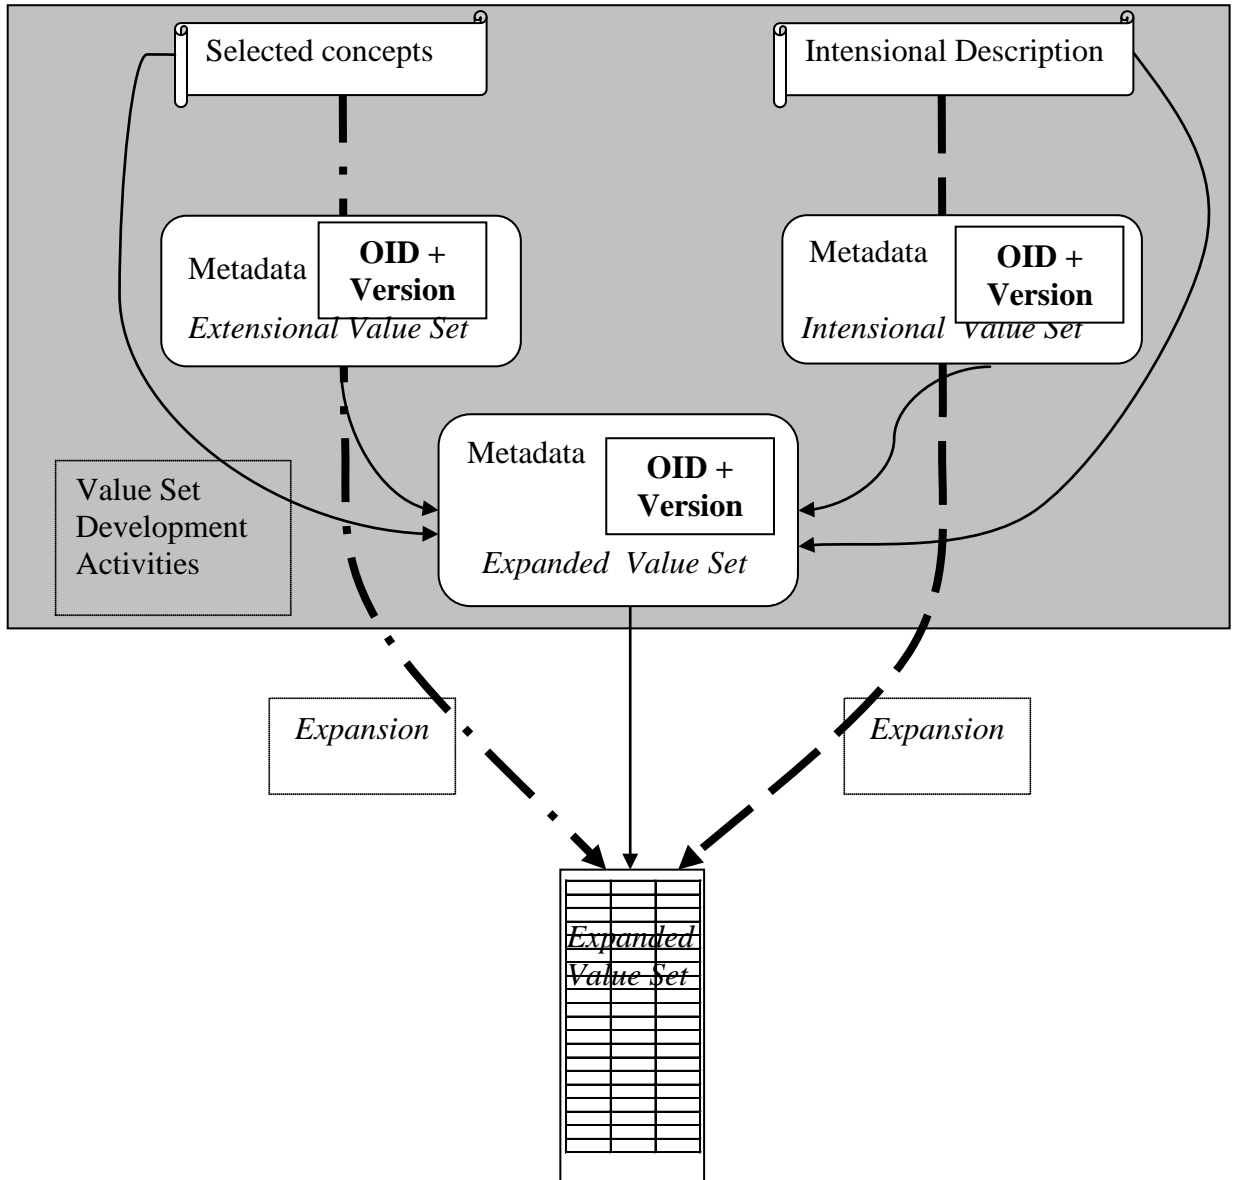 Selected concepts
Intensional Description
Metadata
OID +
Version
Extensional Value Set
Metadata
OID +
Version
Intensional Value Set
Metadata
OID +
Version
Expanded Value Set
Value Set
Development
Activities
Expansion
Expansion
Expanded
Value Set